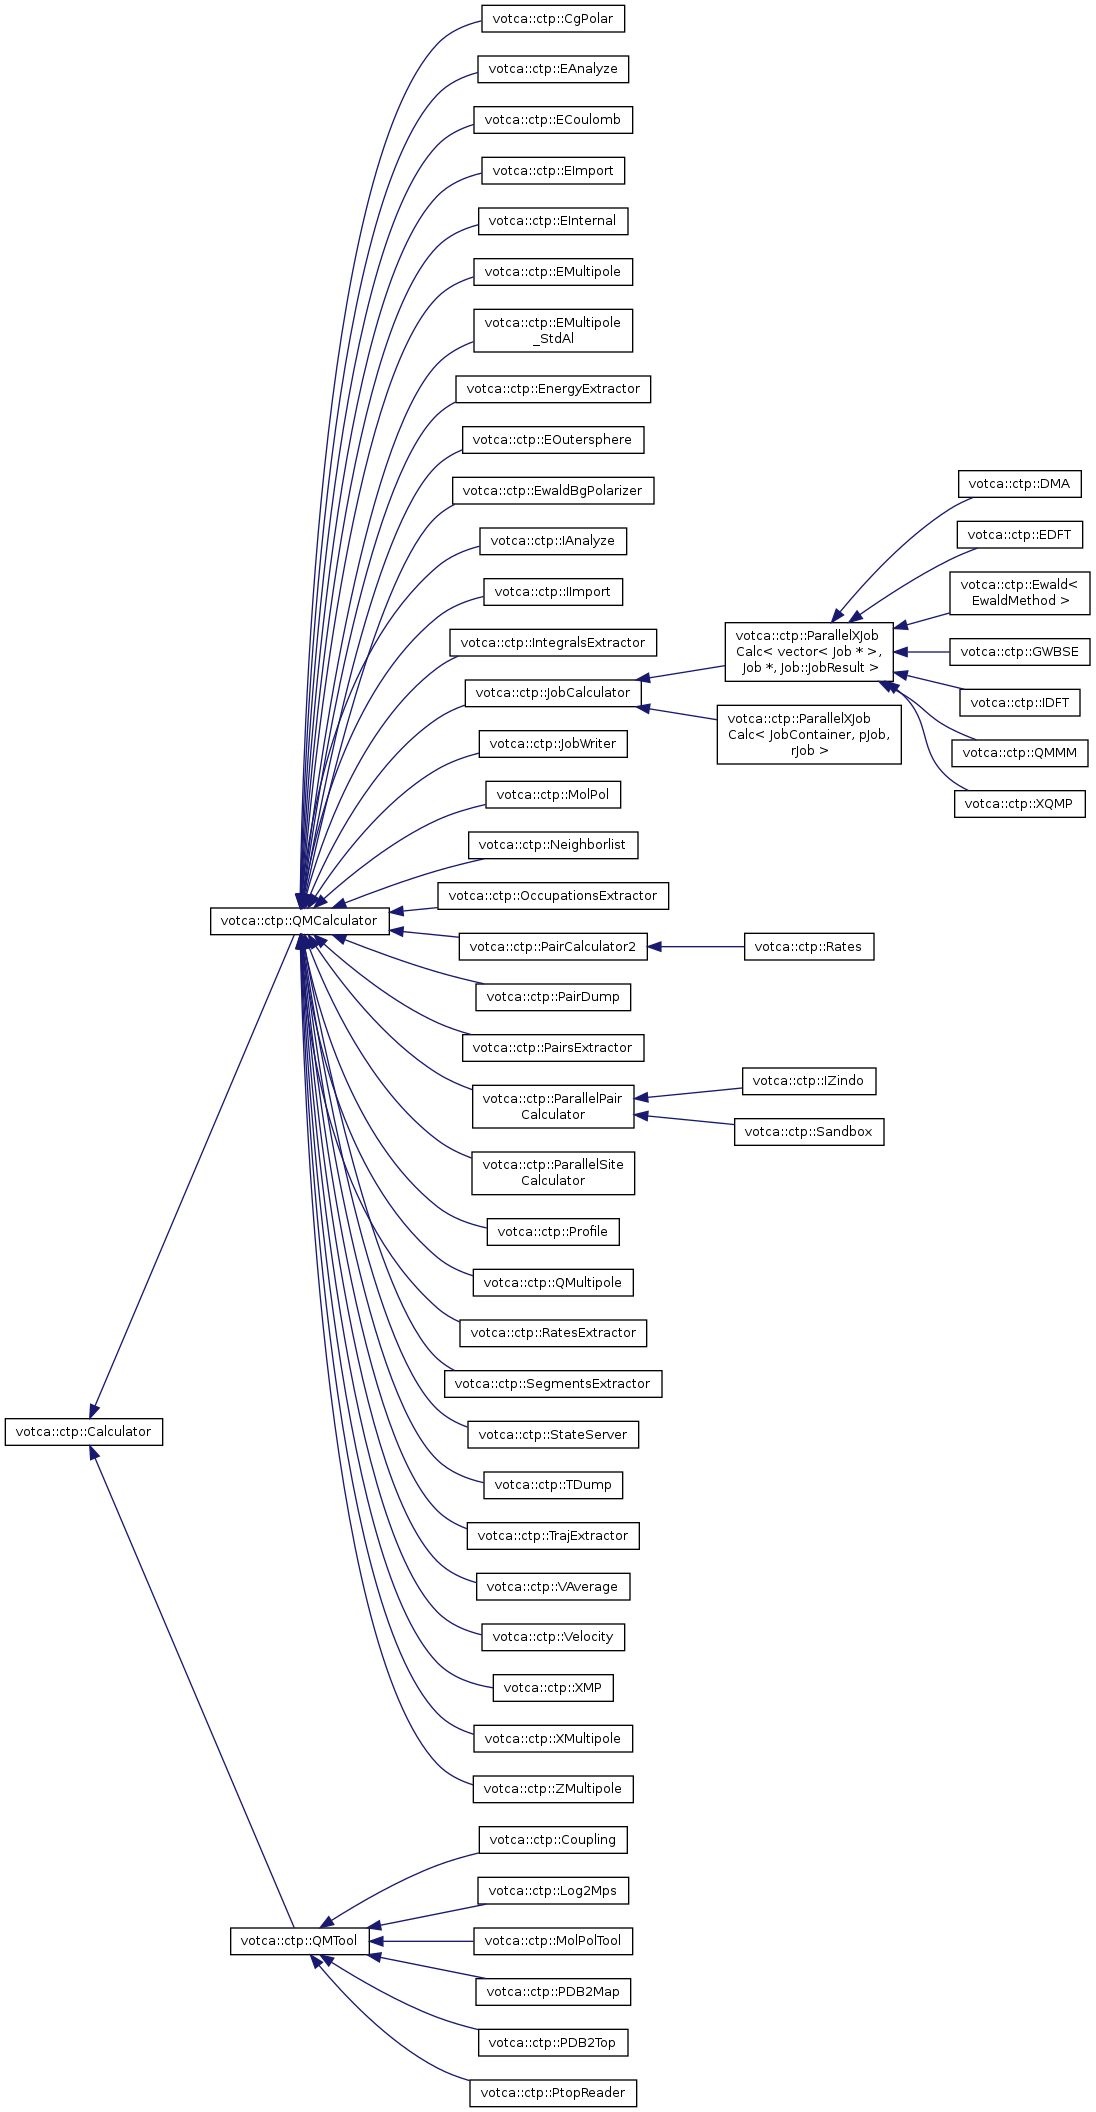 votca::ctp::CgPolar
votca::ctp::EAnalyze
votca::ctp::ECoulomb
votca::ctp::EImport
votca::ctp::EInternal
votca::ctp::EMultipole
votca::ctp::EMultipole
_StdAl
votca::ctp::EnergyExtractor
votca::ctp::EOutersphere
votca::ctp::EwaldBgPolarizer
votca::ctp::IAnalyze
votca::ctp::IImport
votca::ctp::IntegralsExtractor
votca::ctp::JobCalculator
votca::ctp::ParallelXJob
Calc< vector< Job * >,
Job *, Job::JobResult >
votca::ctp::DMA
votca::ctp::EDFT
votca::ctp::Ewald<
EwaldMethod >
votca::ctp::GWBSE
votca::ctp::IDFT
votca::ctp::QMMM
votca::ctp::XQMP
votca::ctp::ParallelXJob
Calc< JobContainer, pJob,
rJob >
votca::ctp::JobWriter
votca::ctp::MolPol
votca::ctp::Neighborlist
votca::ctp::OccupationsExtractor
votca::ctp::QMCalculator
votca::ctp::PairCalculator2
votca::ctp::Rates
votca::ctp::PairDump
votca::ctp::PairsExtractor
votca::ctp::ParallelPair
Calculator
votca::ctp::IZindo
votca::ctp::Sandbox
votca::ctp::ParallelSite
Calculator
votca::ctp::Profile
votca::ctp::QMultipole
votca::ctp::RatesExtractor
votca::ctp::SegmentsExtractor
votca::ctp::Calculator
votca::ctp::StateServer
votca::ctp::TDump
votca::ctp::TrajExtractor
votca::ctp::VAverage
votca::ctp::Velocity
votca::ctp::XMP
votca::ctp::XMultipole
votca::ctp::ZMultipole
votca::ctp::Coupling
votca::ctp::Log2Mps
votca::ctp::QMTool
votca::ctp::MolPolTool
votca::ctp::PDB2Map
votca::ctp::PDB2Top
votca::ctp::PtopReader